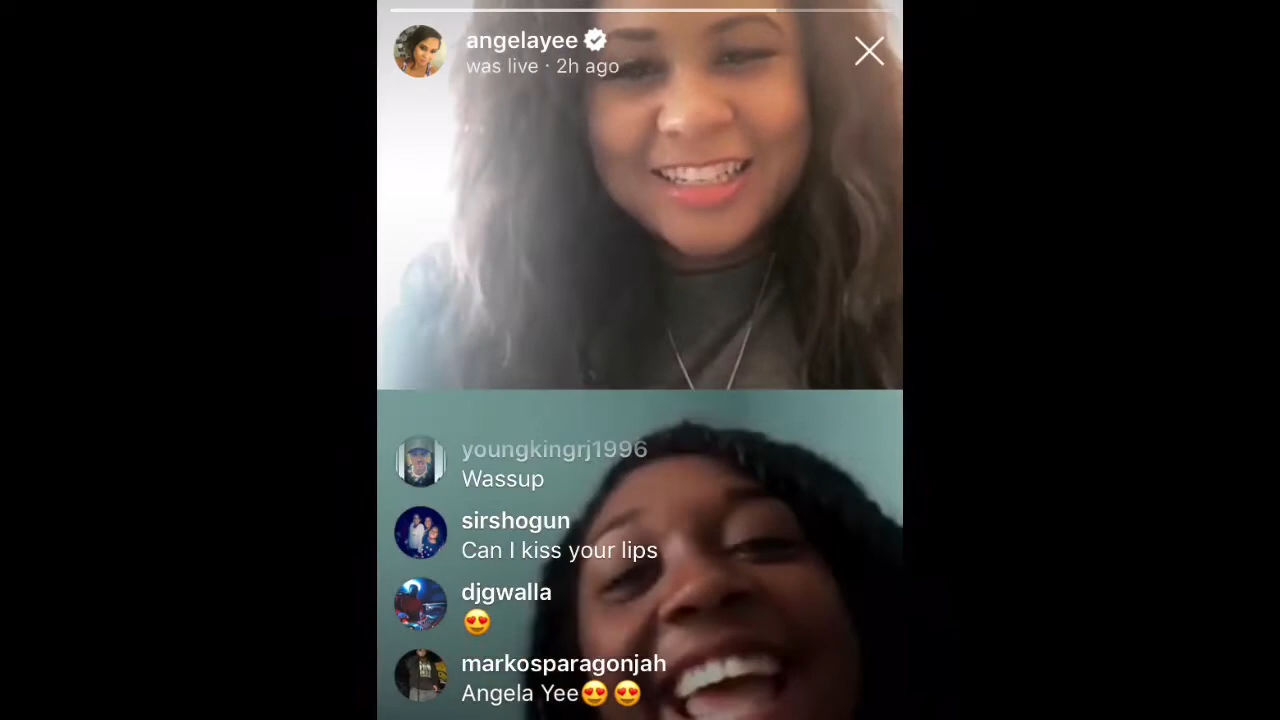 angelayee
was live · 2h ago
youngkingrj1996
Wassup
sirshogun
Can I kiss your lips
djgwalla
😍
markosparagonjah
Angela Yee😍😍